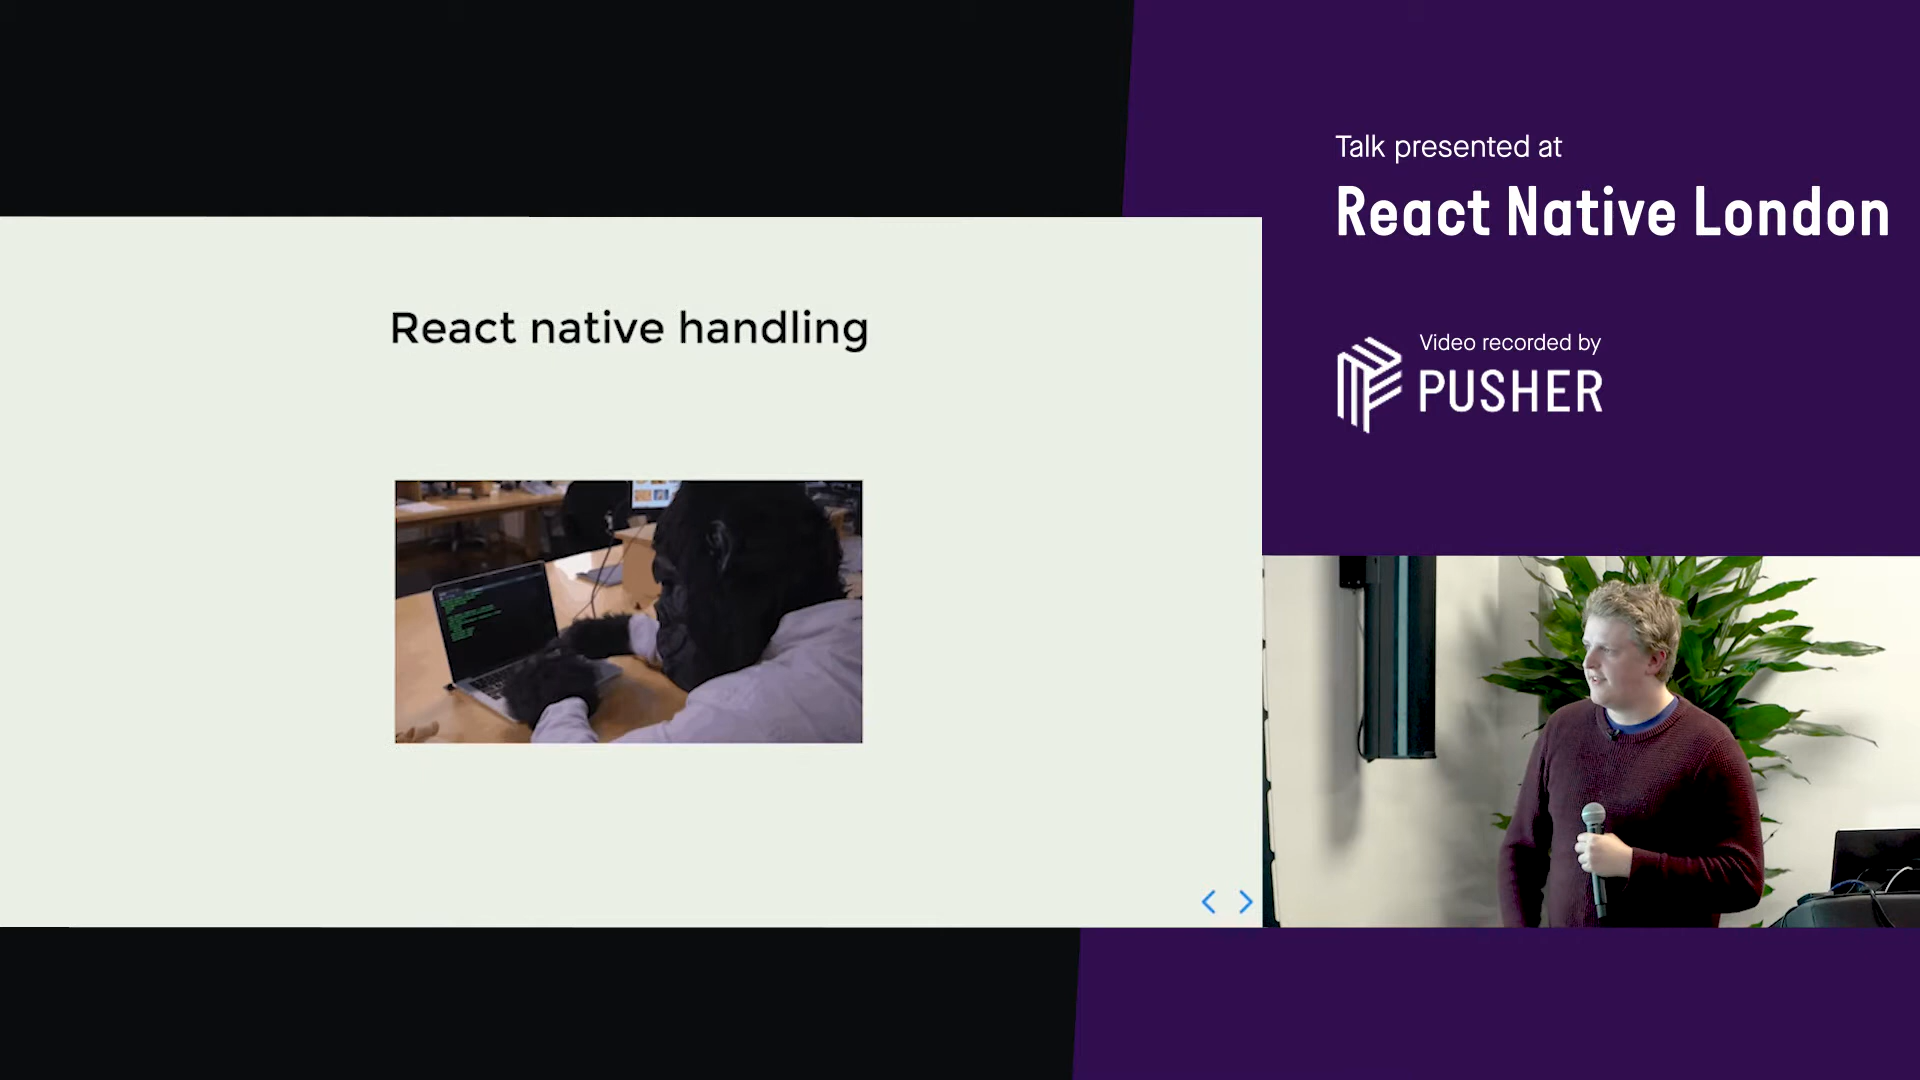 React native handling
Talk presented at
React Native London
Video recorded by
PUSHER